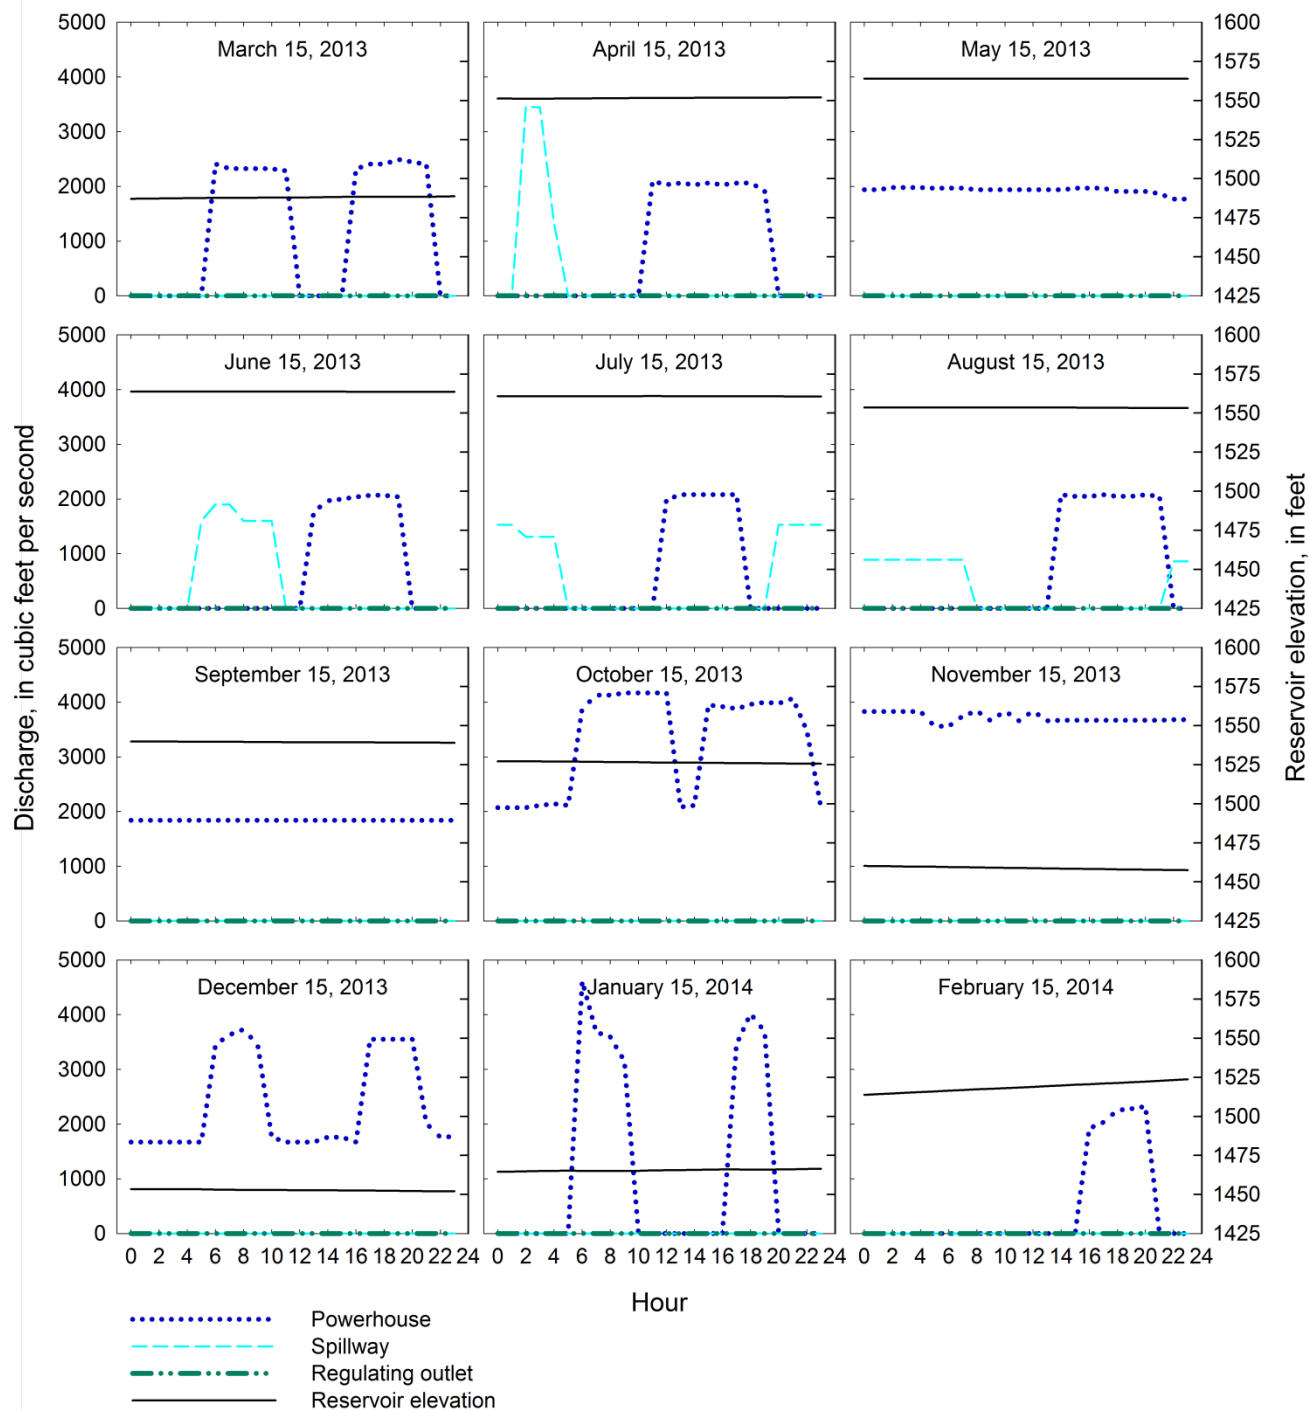 Discharge, in cubic feet per second
Reservoir elevation, in feet
March 15, 2013
April 15, 2013
May 15, 2013
5000
4000
3000
2000
1000
0
1600
1575
1550
1525
1500
1475
1450
1425
June 15, 2013
July 15, 2013
August 15, 2013
5000
4000
3000
2000
1000
0
1600
1575
1550
1525
1500
1475
1450
1425
September 15, 2013
October 15, 2013
November 15, 2013
5000
4000
3000
2000
1000
0
1600
1575
1550
1525
1500
1475
1450
1425
December 15, 2013
January 15, 2014
February 15, 2014
5000
4000
3000
2000
1000
0
1600
1575
1550
1525
1500
1475
1450
1425
0 2 4 6 8 10 12 14 16 18 20 22 24
0 2 4 6 8 10 12 14 16 18 20 22 24
0 2 4 6 8 10 12 14 16 18 20 22 24
Hour
Powerhouse
Spillway
Regulating outlet
Reservoir elevation